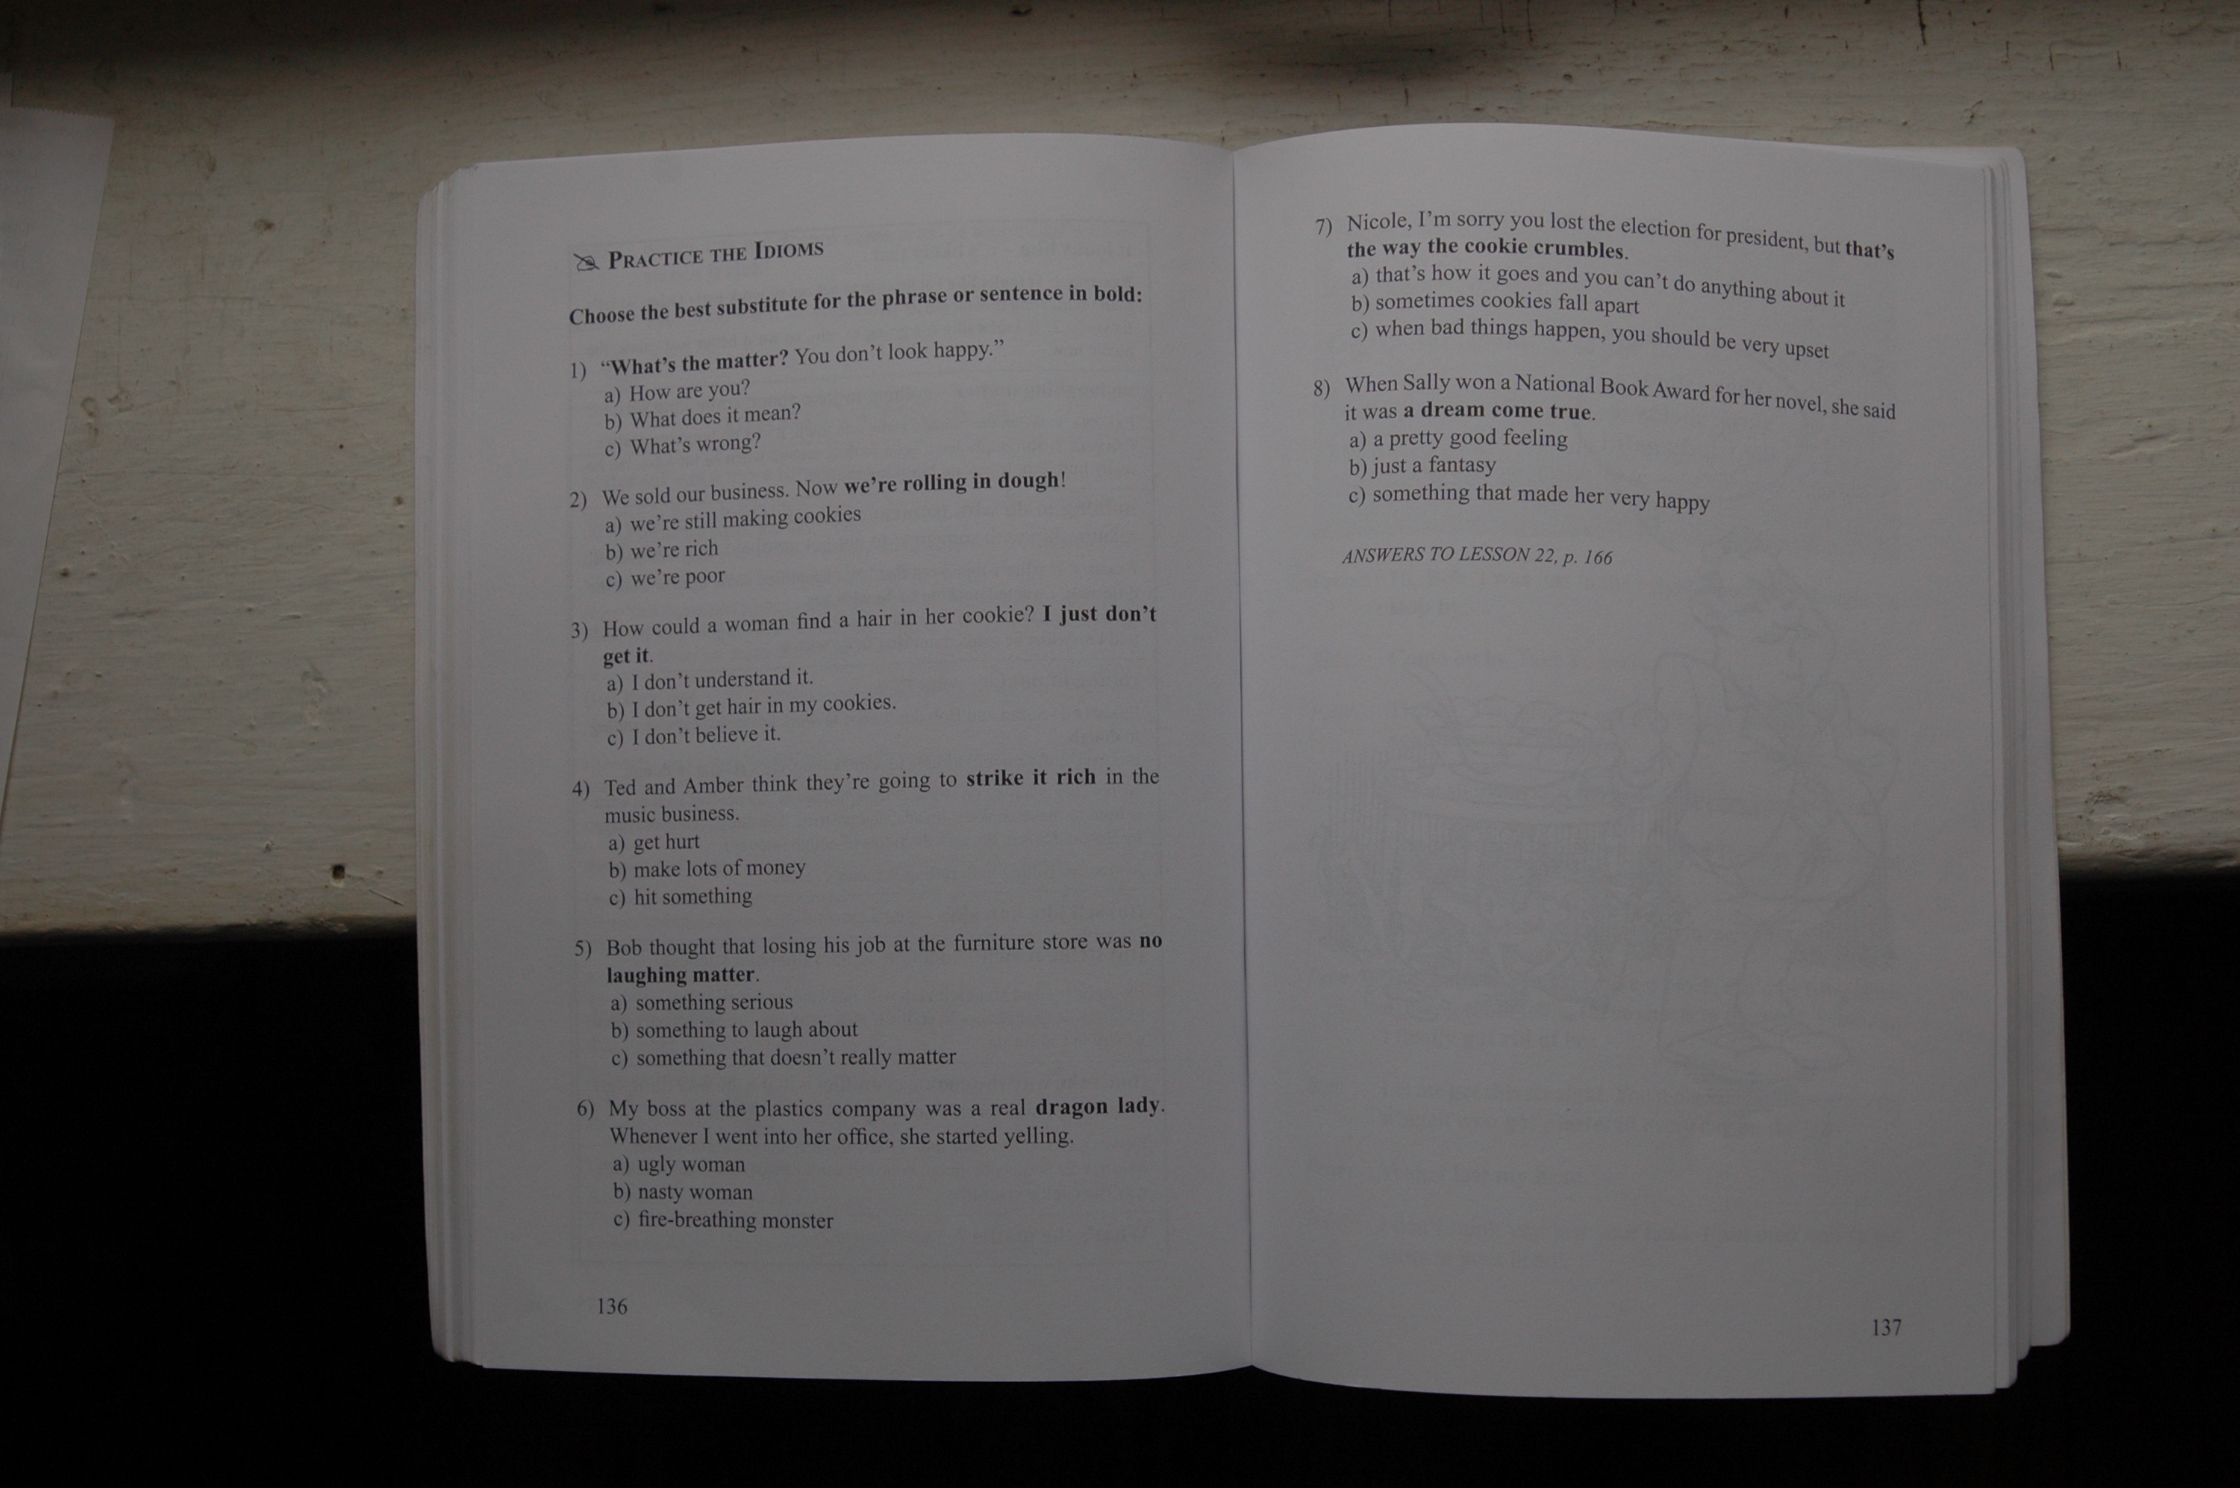 PRACTICE THE IDIOMS
Choose the best substitute for the phrase or sentence in bold:
1) “What’s the matter? You don’t look happy.”
a) How are you?
b) What does it mean?
c) What’s wrong?
2) We sold our business. Now we’re rolling in dough!
a) we’re still making cookies
b) we’re rich
c) we’re poor
3) How could a woman find a hair in her cookie? I just don’t
get it.
a) I don’t understand it.
b) I don’t get hair in my cookies.
c) I don’t believe it.
4) Ted and Amber think they’re going to strike it rich in the
music business.
a) get hurt
b) make lots of money
c) hit something
5) Bob thought that losing his job at the furniture store was no
laughing matter.
a) something serious
b) something to laugh about
c) something that doesn’t really matter
6) My boss at the plastics company was a real dragon lady.
Whenever I went into her office, she started yelling.
a) ugly woman
b) nasty woman
c) fire-breathing monster
136
7) Nicole, I’m sorry you lost the election for president, but that’s
the way the cookie crumbles.
a) that’s how it goes and you can’t do anything about it
b) sometimes cookies fall apart
c) when bad things happen, you should be very upset
8) When Sally won a National Book Award for her novel, she said
it was a dream come true.
a) a pretty good feeling
b) just a fantasy
c) something that made her very happy
ANSWERS TO LESSON 22, p. 166
137